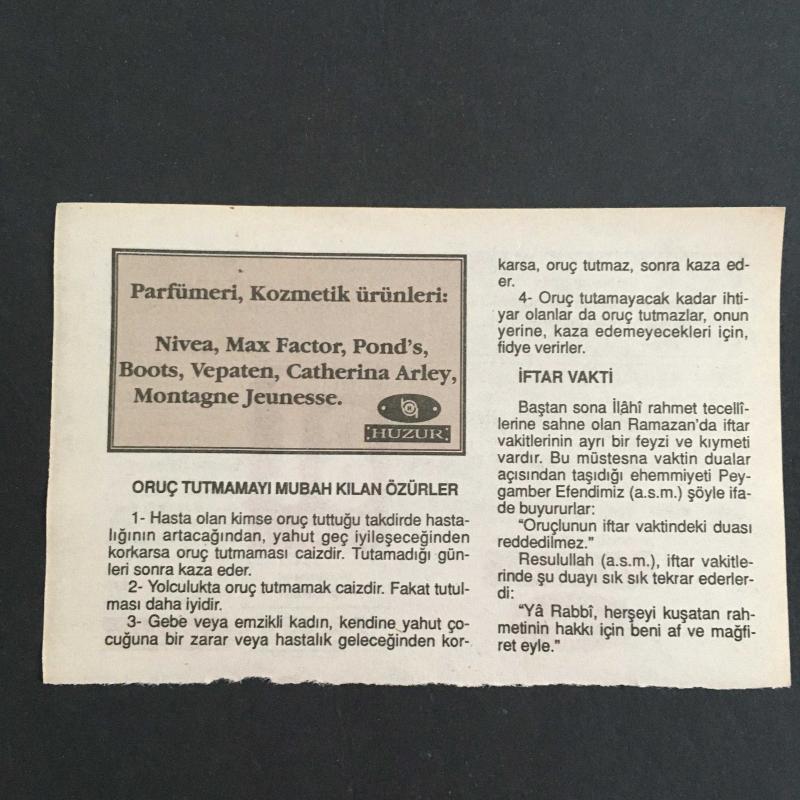 Parfümeri, Kozmetik ürünleri:
Nivea, Max Factor, Pond's,
Boots, Vepaten, Catherina Arley,
Montagne Jeunesse.
HUZUR
ORUÇ TUTMAMAYI MUBAH KILAN ÖZÜRLER
1- Hasta olan kimse oruç tuttuğu takdirde hasta-
lığının artacağından, yahut geç iyileşeceğinden
korkarsa oruç tutmaması caizdir. Tutamadığı gün-
leri sonra kaza eder.
2- Yolculukta oruç tutmamak caizdir. Fakat tutul-
ması daha iyidir.
3- Gebe veya emzikli kadın, kendine yahut ço-
cuğuna bir zarar veya hastalık geleceğinden kor-
karsa, oruç tutmaz, sonra kaza ed-
er.
4- Oruç tutamayacak kadar ihti-
yar olanlar da oruç tutmazlar, onun
yerine, kaza edemeyecekleri için,
fidye verirler.
İFTAR VAKTİ
Baştan sona İlâhî rahmet tecellî-
lerine sahne olan Ramazan'da iftar
vakitlerinin ayrı bir feyzi ve kıymeti
vardır. Bu müstesna vaktin dualar
açısından taşıdığı ehemmiyeti Pey-
gamber Efendimiz (a.s.m.) şöyle ifa-
de buyururlar:
"Oruçlunun iftar vaktindeki duası
reddedilmez."
Resulullah (a.s.m.), iftar vakitle-
rinde şu duayı sık sık tekrar ederler-
di:
"Yâ Rabbî, herşeyi kuşatan rah-
metinin hakkı için beni af ve mağfi-
ret eyle."